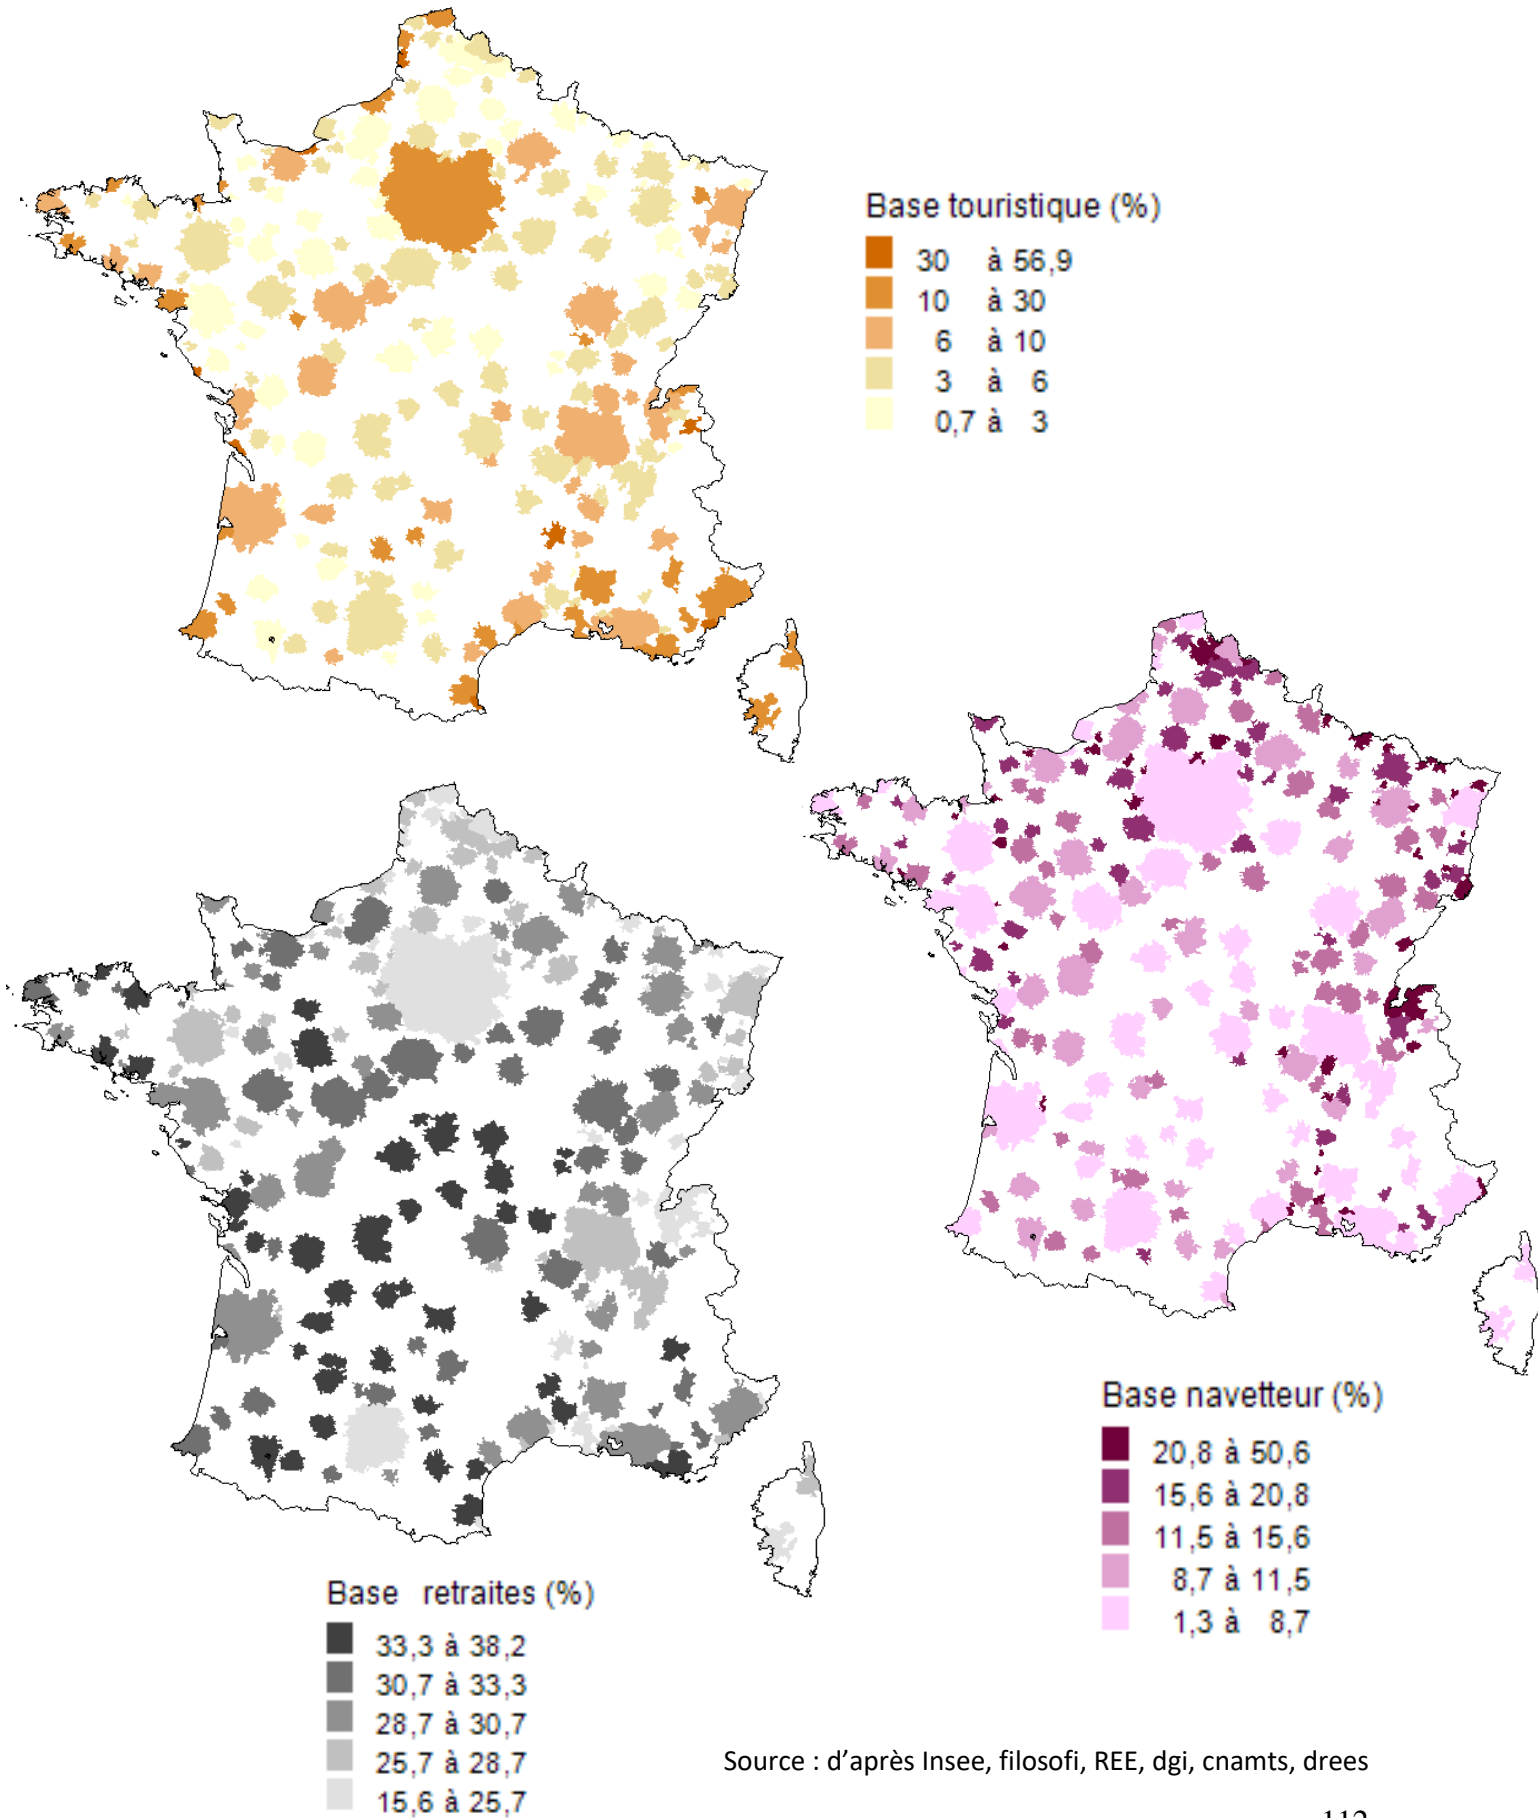 Base touristique (%)
30 à 56,9
10 à 30
6 à 10
3 à 6
0,7 à 3
Base navetteur (%)
20,8 à 50,6
15,6 à 20,8
11,5 à 15,6
8,7 à 11,5
1,3 à 8,7
Base retraites (%)
33,3 à 38,2
30,7 à 33,3
28,7 à 30,7
25,7 à 28,7
15,6 à 25,7
Source : d'après Insee, filosofi, REE, dgi, cnamts, drees
112